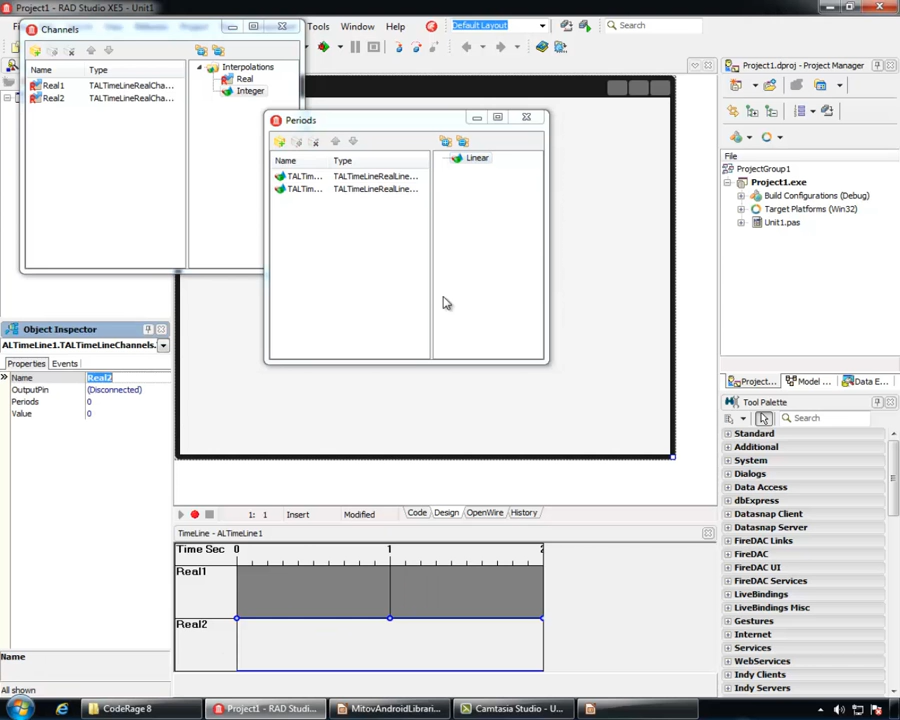 Project1 - RAD Studio XE5 - Unit1
Tools Window Help Default Layout Search
Channels
Name Type
Real1 TALTimeLineRealCha...
Real2 TALTimeLineRealCha...
Interpolations
Real
Integer
Periods
Name Type
TALTim... TALTimeLineRealLine...
TALTim... TALTimeLineRealLine...
Linear
Project1.dproj - Project Manager
File
ProjectGroup1
Project1.exe
Build Configurations (Debug)
Target Platforms (Win32)
Unit1.pas
Object Inspector
ALTimeLine1.TALTimeLineChannels.
Properties Events
Name Real2
OutputPin (Disconnected)
Periods 0
Value 0
Name
All shown
Project... Model ... Data E...
Tool Palette
Search
Standard
Additional
System
Dialogs
Data Access
dbExpress
Datasnap Client
Datasnap Server
FireDAC Links
FireDAC
FireDAC UI
FireDAC Services
LiveBindings
LiveBindings Misc
Gestures
Internet
Services
WebServices
Indy Clients
Indy Servers
1: 1 Insert Modified Code Design OpenWire History
TimeLine - ALTimeLine1
Time Sec 0 1 2
Real1
Real2
CodeRage 8 Project1 - RAD Studi... MitovAndroidLibrari... Camtasia Studio - U...